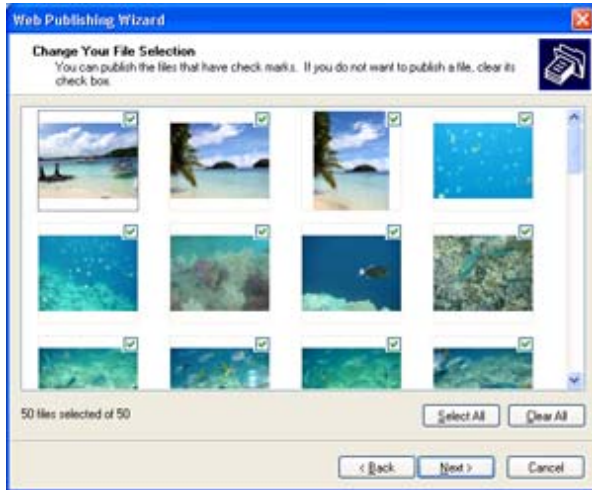 Web Publishing Wizard
Change Your File Selection
You can publish the files that have check marks. If you do not want to publish a file, clear its
check box.
50 files selected of 50
Select All
Clear All
< Back
Next >
Cancel